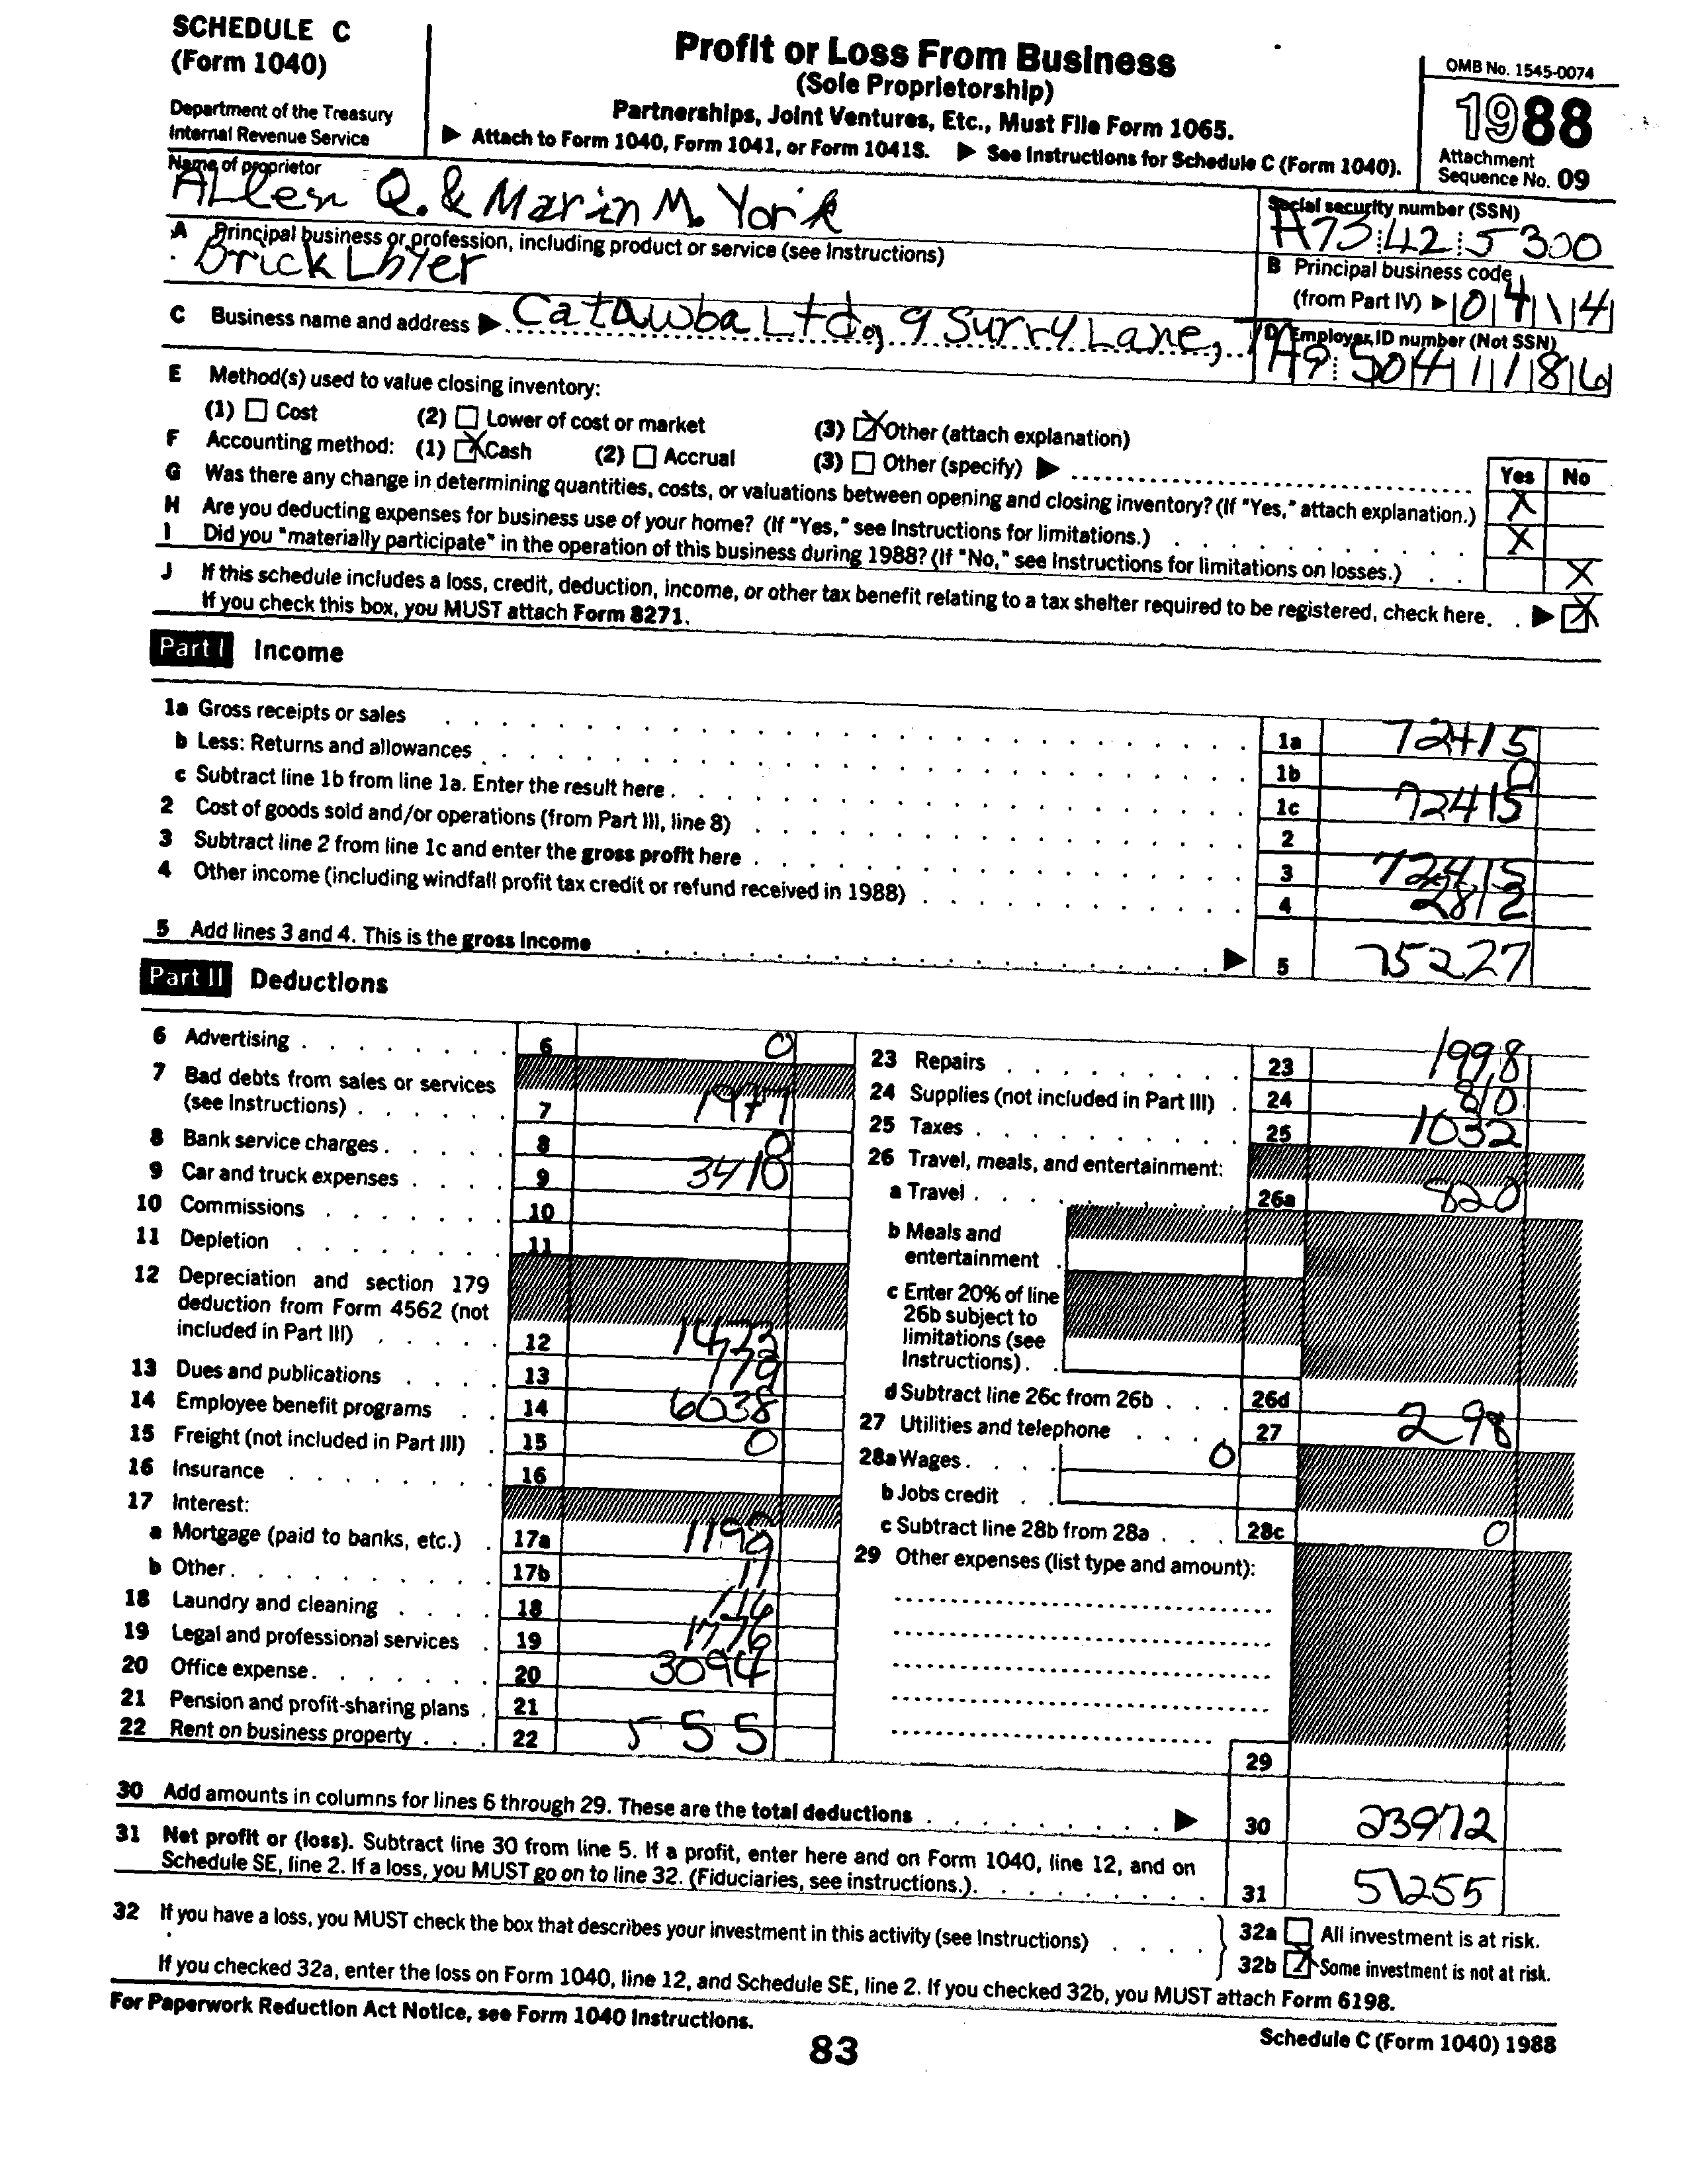 SCHEDULE C
(Form 1040)
Department of the Treasury
Internal Revenue Service
Profit or Loss From Business
(Sole Proprietorship)
Partnerships, Joint Ventures, Etc., Must File Form 1065.
▶ Attach to Form 1040, Form 1041, or Form 1041S. ▶ See Instructions for Schedule C (Form 1040).
OMB No. 1545-0074
1988
Attachment
Sequence No. 09
Name of proprietor
Allen Q. & Marin M. York
Social security number (SSN)
A73:42:5300
A Principal business or profession, including product or service (see Instructions)
Brick Layer
B Principal business code
(from Part IV) ▶ 0414
C Business name and address ▶ Catawba Ltd., 9 Surry Lane,
D Employer ID number (Not SSN)
A9:5041186
E Method(s) used to value closing inventory:
(1) ☐ Cost (2) ☐ Lower of cost or market (3) ☒ Other (attach explanation)
F Accounting method: (1) ☒ Cash (2) ☐ Accrual (3) ☐ Other (specify) ▶
Yes No
G Was there any change in determining quantities, costs, or valuations between opening and closing inventory? (If "Yes," attach explanation.) X
H Are you deducting expenses for business use of your home? (If "Yes," see Instructions for limitations.) X
I Did you "materially participate" in the operation of this business during 1988? (If "No," see Instructions for limitations on losses.) X
J If this schedule includes a loss, credit, deduction, income, or other tax benefit relating to a tax shelter required to be registered, check here. ▶ ☒
If you check this box, you MUST attach Form 8271.
Part I Income
1a Gross receipts or sales 1a 72415
b Less: Returns and allowances 1b 0
c Subtract line 1b from line 1a. Enter the result here 1c 72415
2 Cost of goods sold and/or operations (from Part III, line 8) 2
3 Subtract line 2 from line 1c and enter the gross profit here 3 72415
4 Other income (including windfall profit tax credit or refund received in 1988) 4 2812
5 Add lines 3 and 4. This is the gross income ▶ 5 75227
Part II Deductions
6 Advertising 6 0
7 Bad debts from sales or services
(see Instructions) 7 1977
8 Bank service charges 8 0
9 Car and truck expenses 9 3410
10 Commissions 10
11 Depletion 11
12 Depreciation and section 179
deduction from Form 4562 (not
included in Part III) 12
13 Dues and publications 13
14 Employee benefit programs 14 6038
15 Freight (not included in Part III) 15 0
16 Insurance 16
17 Interest:
a Mortgage (paid to banks, etc.) 17a
b Other 17b
18 Laundry and cleaning 18
19 Legal and professional services 19 1776
20 Office expense 20 3094
21 Pension and profit-sharing plans 21
22 Rent on business property 22 555
23 Repairs 23 1998
24 Supplies (not included in Part III) 24 810
25 Taxes 25 1032
26 Travel, meals, and entertainment:
a Travel 26a
b Meals and
entertainment
c Enter 20% of line
26b subject to
limitations (see
Instructions)
d Subtract line 26c from 26b 26d
27 Utilities and telephone 27 298
28a Wages 0
b Jobs credit
c Subtract line 28b from 28a 28c 0
29 Other expenses (list type and amount):
29
30 Add amounts in columns for lines 6 through 29. These are the total deductions ▶ 30 23972
31 Net profit or (loss). Subtract line 30 from line 5. If a profit, enter here and on Form 1040, line 12, and on
Schedule SE, line 2. If a loss, you MUST go on to line 32. (Fiduciaries, see instructions.) 31 51255
32 If you have a loss, you MUST check the box that describes your investment in this activity (see Instructions)
32a ☐ All investment is at risk.
32b ☒ Some investment is not at risk.
If you checked 32a, enter the loss on Form 1040, line 12, and Schedule SE, line 2. If you checked 32b, you MUST attach Form 6198.
For Paperwork Reduction Act Notice, see Form 1040 Instructions.
Schedule C (Form 1040) 1988
83